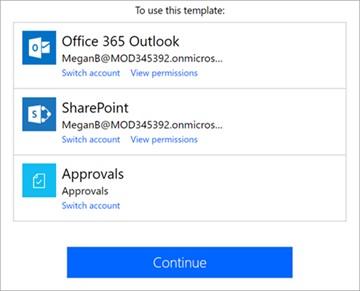 To use this template:
Office 365 Outlook
MeganB@MOD345392.onmicros...
Switch account View permissions
SharePoint
MeganB@MOD345392.onmicros...
Switch account View permissions
Approvals
Approvals
Switch account
Continue